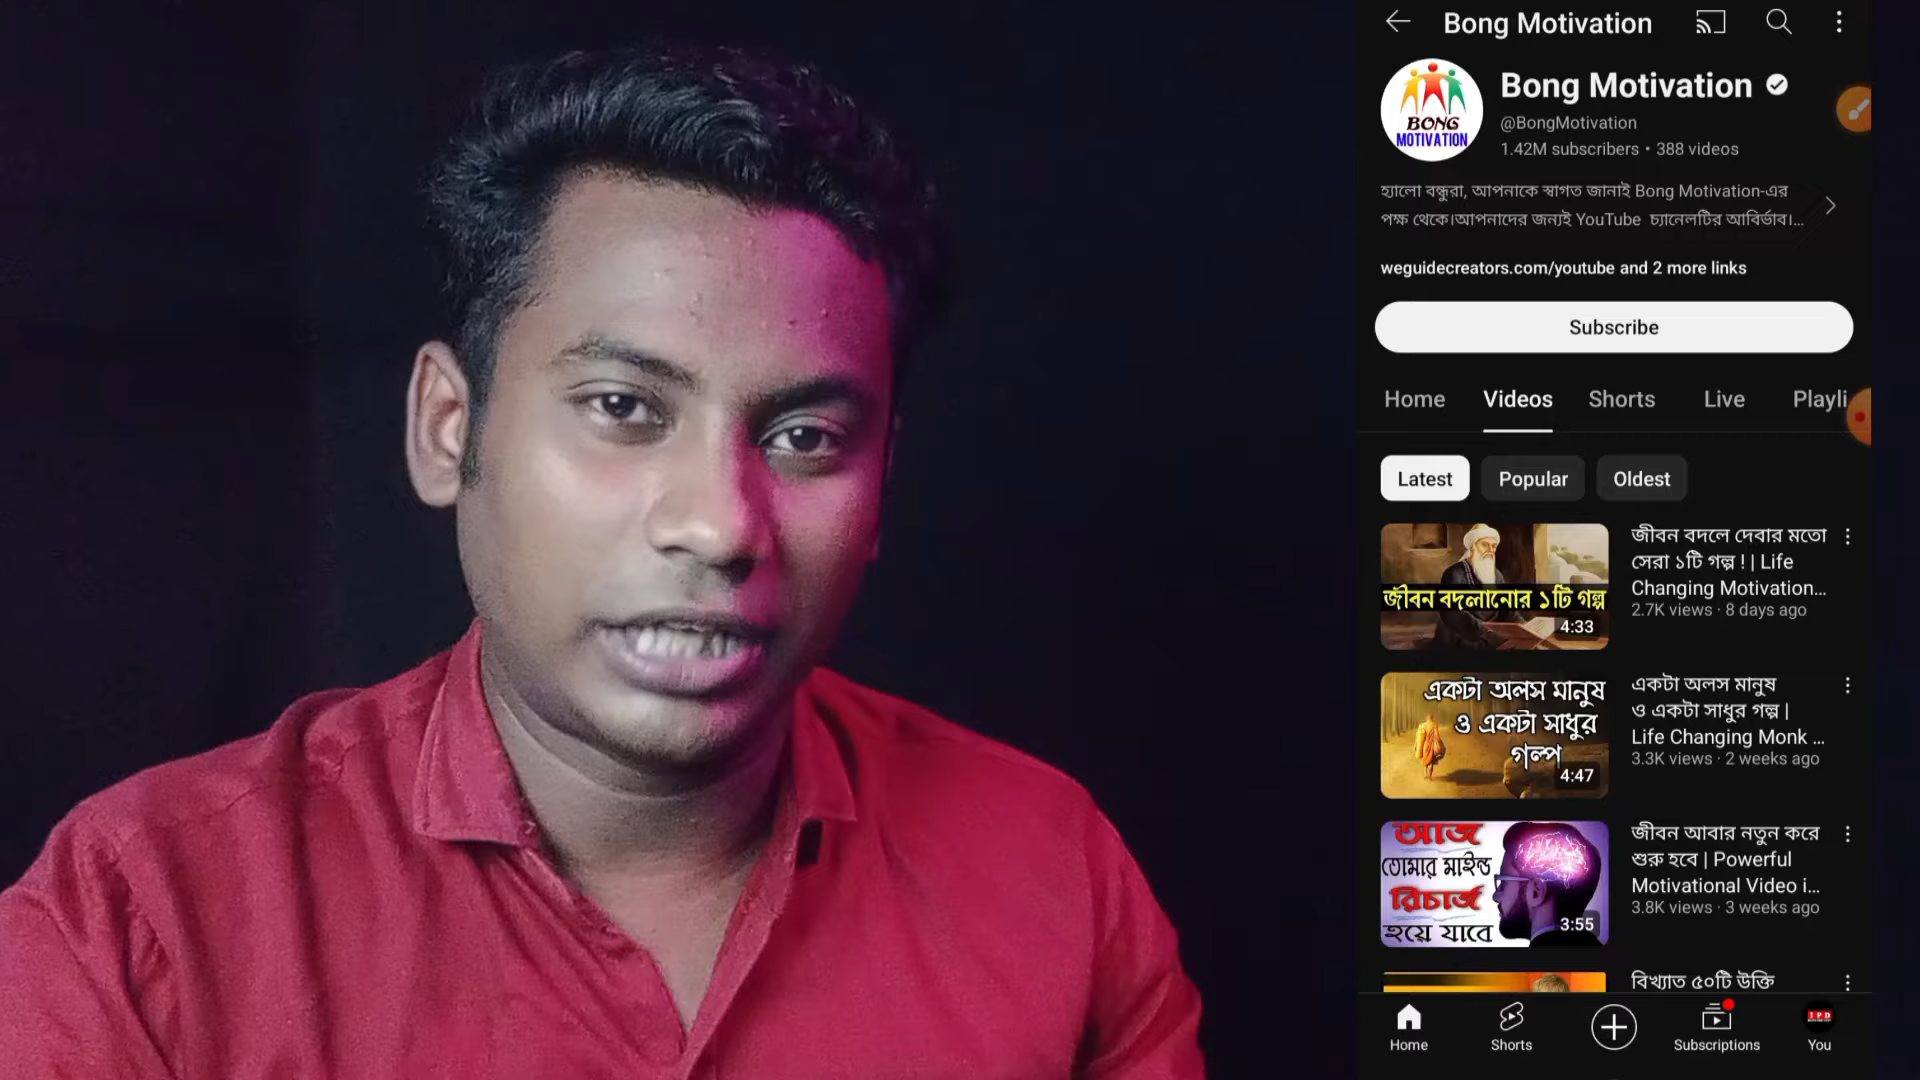 Bong Motivation
BONG
MOTIVATION
Bong Motivation
@BongMotivation
1.42M subscribers • 388 videos
হ্যালো বন্ধুরা, আপনাকে স্বাগত জানাই Bong Motivation-এর
পক্ষ থেকে।আপনাদের জন্যই YouTube চ্যানেলটির আবির্ভাব।...
weguidecreators.com/youtube and 2 more links
Subscribe
Home Videos Shorts Live Playli
Latest Popular Oldest
জীবন বদলানোর ১টি গল্প
4:33
জীবন বদলে দেবার মতো
সেরা ১টি গল্প ! | Life
Changing Motivation...
2.7K views · 8 days ago
একটা অলস মানুষ
ও একটা সাধুর
গল্প
4:47
একটা অলস মানুষ
ও একটা সাধুর গল্প |
Life Changing Monk ...
3.3K views · 2 weeks ago
আজ
তোমার মাইন্ড
রিচার্জ
হয়ে যাবে
3:55
জীবন আবার নতুন করে
শুরু হবে | Powerful
Motivational Video i...
3.8K views · 3 weeks ago
বিখ্যাত ৫০টি উক্তি
IPD
Home Shorts Subscriptions You